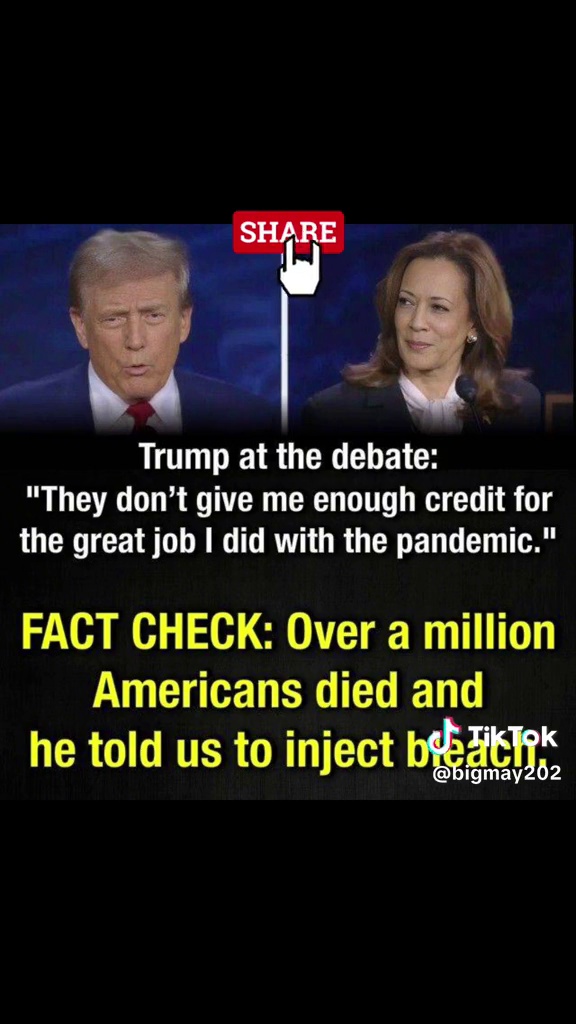 SHARE
Trump at the debate:
"They don’t give me enough credit for
the great job I did with the pandemic."
FACT CHECK: Over a million
Americans died and
he told us to inject bleach.
TikTok
@bigmay202